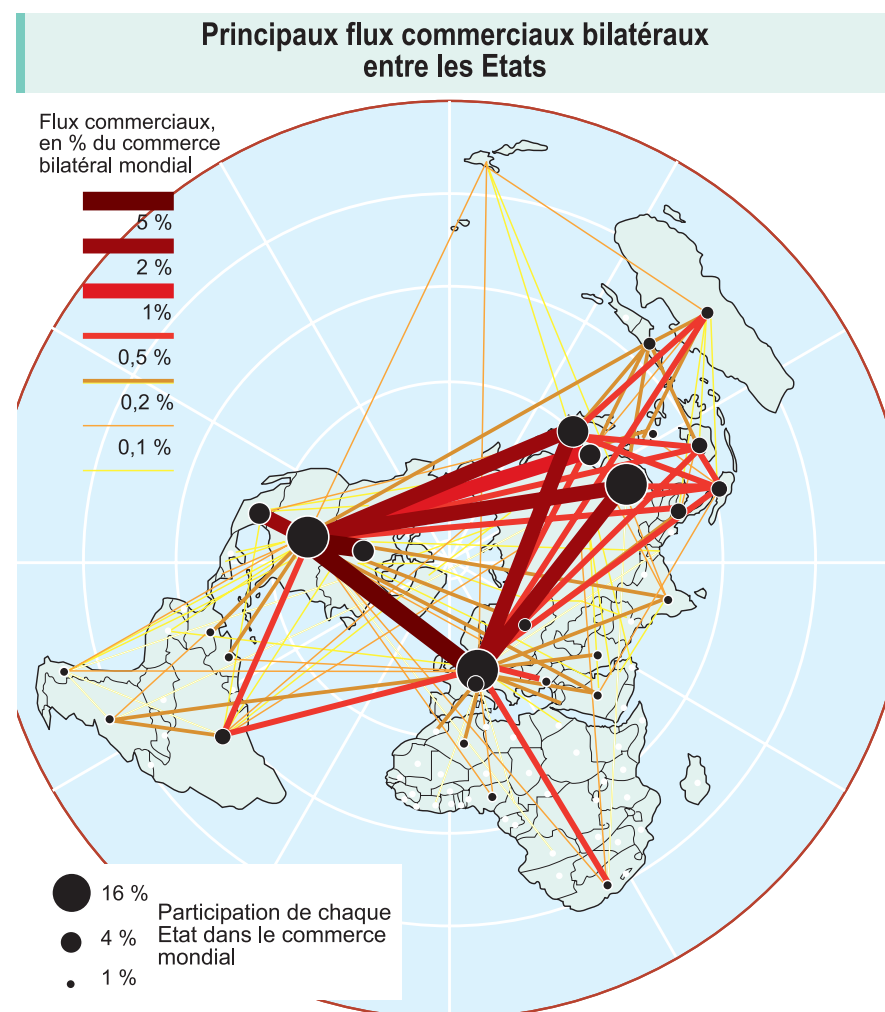 Principaux flux commerciaux bilatéraux
entre les Etats
Flux commerciaux,
en % du commerce
bilatéral mondial
5 %
2 %
1%
0,5 %
0,2 %
0,1 %
16 %
4 %
1 %
Participation de chaque
Etat dans le commerce
mondial